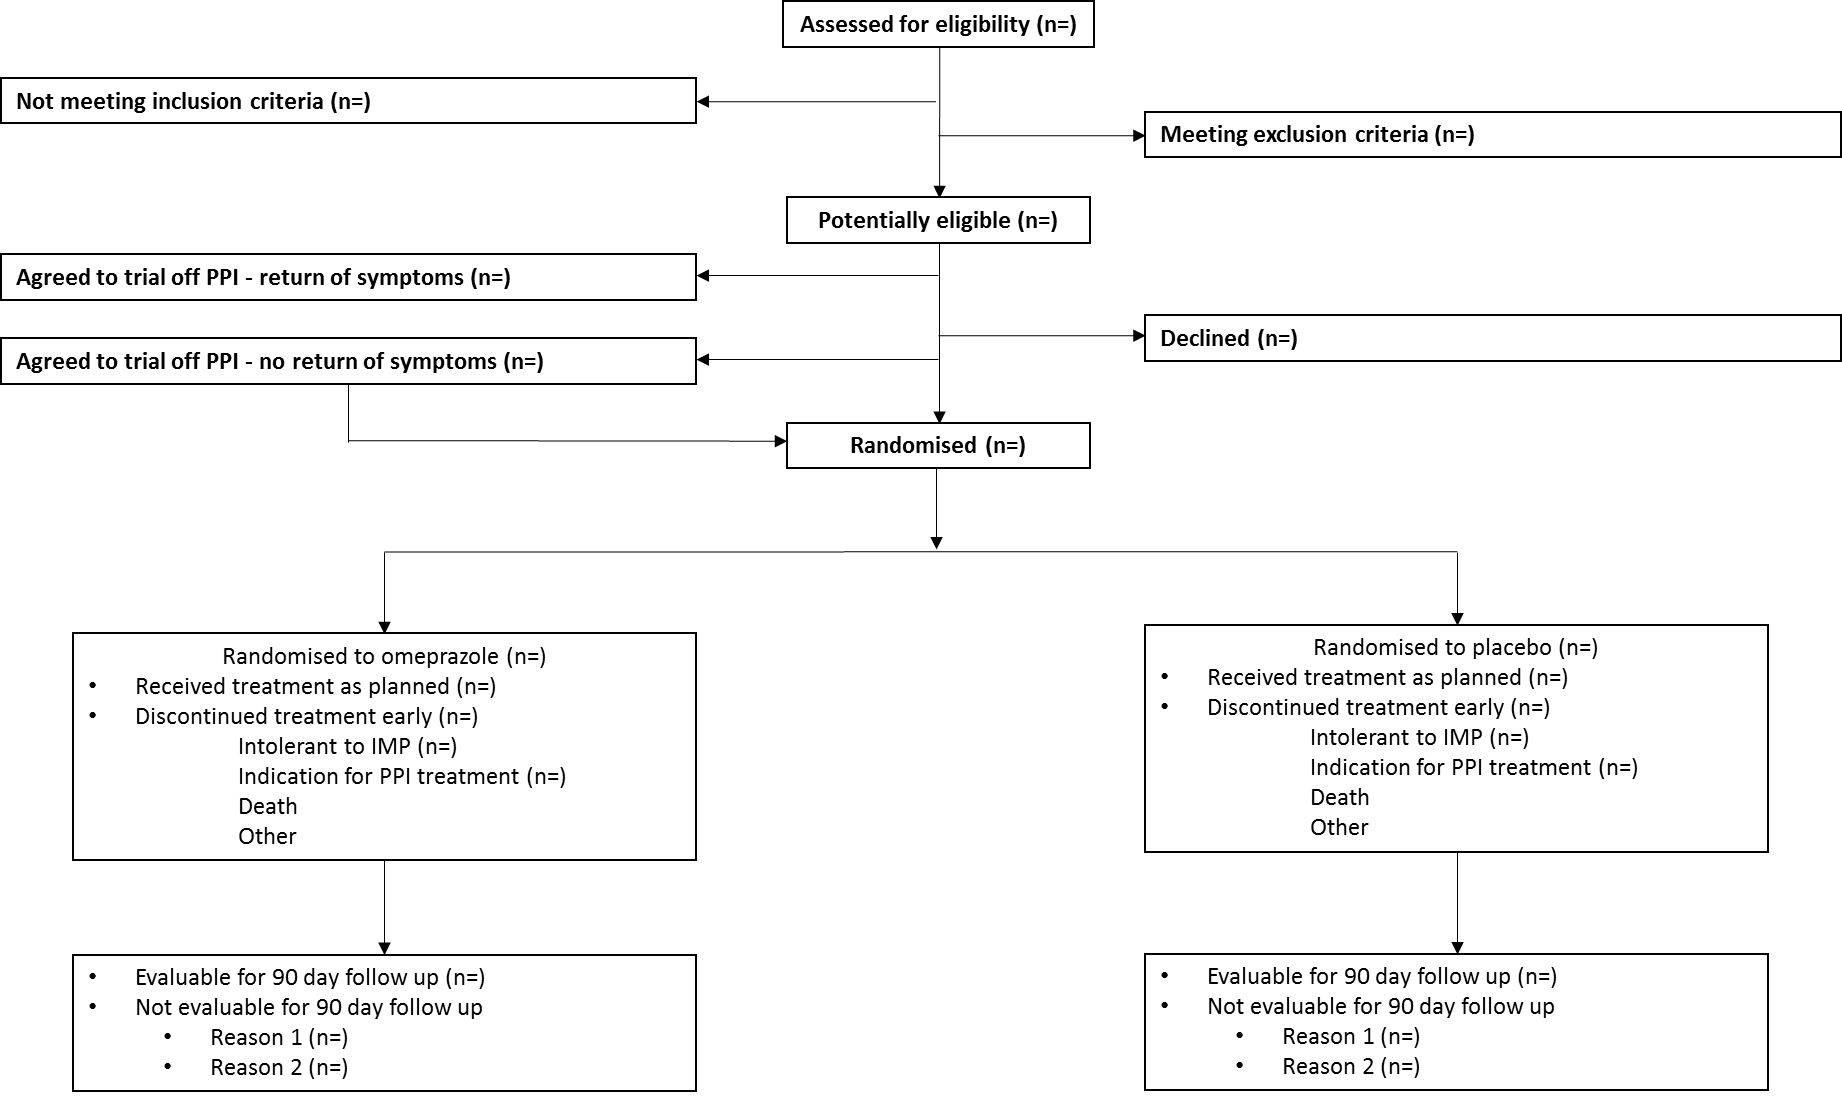 Assessed for eligibility (n=)
Not meeting inclusion criteria (n=)
Meeting exclusion criteria (n=)
Potentially eligible (n=)
Agreed to trial off PPI - return of symptoms (n=)
Declined (n=)
Agreed to trial off PPI - no return of symptoms (n=)
Randomised (n=)
Randomised to omeprazole (n=)
• Received treatment as planned (n=)
• Discontinued treatment early (n=)
Intolerant to IMP (n=)
Indication for PPI treatment (n=)
Death
Other
Randomised to placebo (n=)
• Received treatment as planned (n=)
• Discontinued treatment early (n=)
Intolerant to IMP (n=)
Indication for PPI treatment (n=)
Death
Other
• Evaluable for 90 day follow up (n=)
• Not evaluable for 90 day follow up
• Reason 1 (n=)
• Reason 2 (n=)
• Evaluable for 90 day follow up (n=)
• Not evaluable for 90 day follow up
• Reason 1 (n=)
• Reason 2 (n=)